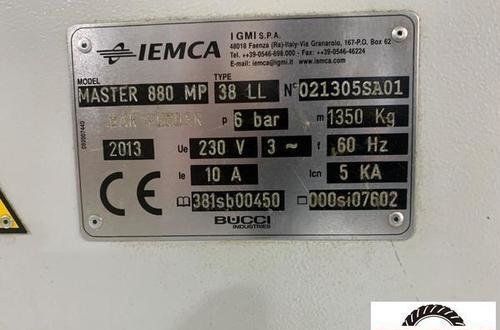 IEMCA
I GMI S.P.A.
48018 Faenza (Ra)-Italy-Via Granarolo, 167-P.O. Box 62
Tel. ++39-0546-698.000 Fax. ++39-0546-46224
E-mail: iemca@igmi.it www.iemca.com
MODEL TYPE
MASTER 880 MP 38 LL N° 021305SA01
BAR FEEDER p 6 bar m 1350 Kg
2013 Ue 230 V 3 ~ f 60 Hz
Ie 10 A Icn 5 KA
CE
381sb00450 000si07602
BUCCI
INDUSTRIES